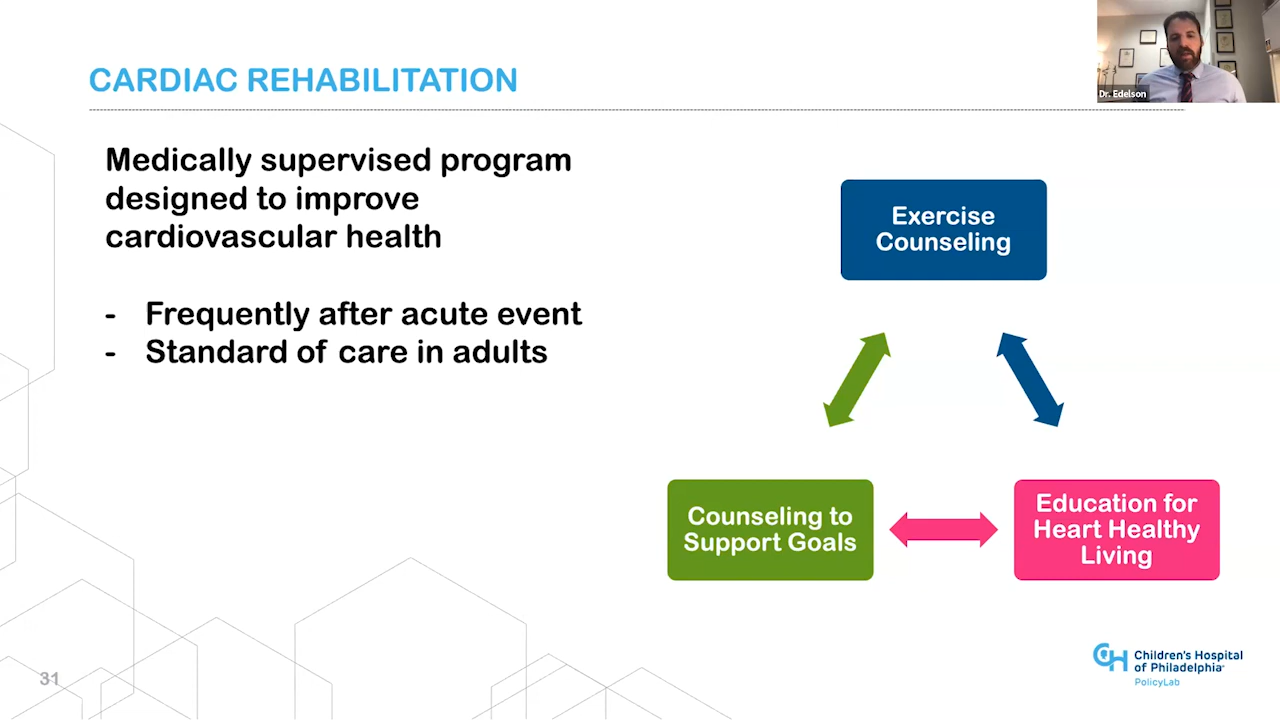 CARDIAC REHABILITATION
Dr. Edelson
Medically supervised program
designed to improve
cardiovascular health
- Frequently after acute event
- Standard of care in adults
Exercise
Counseling
Counseling to
Support Goals
Education for
Heart Healthy
Living
31
CH Children's Hospital
of Philadelphia
PolicyLab